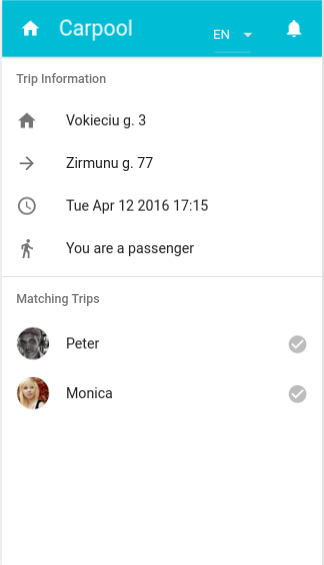 Carpool
EN
Trip Information
Vokieciu g. 3
Zirmunu g. 77
Tue Apr 12 2016 17:15
You are a passenger
Matching Trips
Peter
Monica